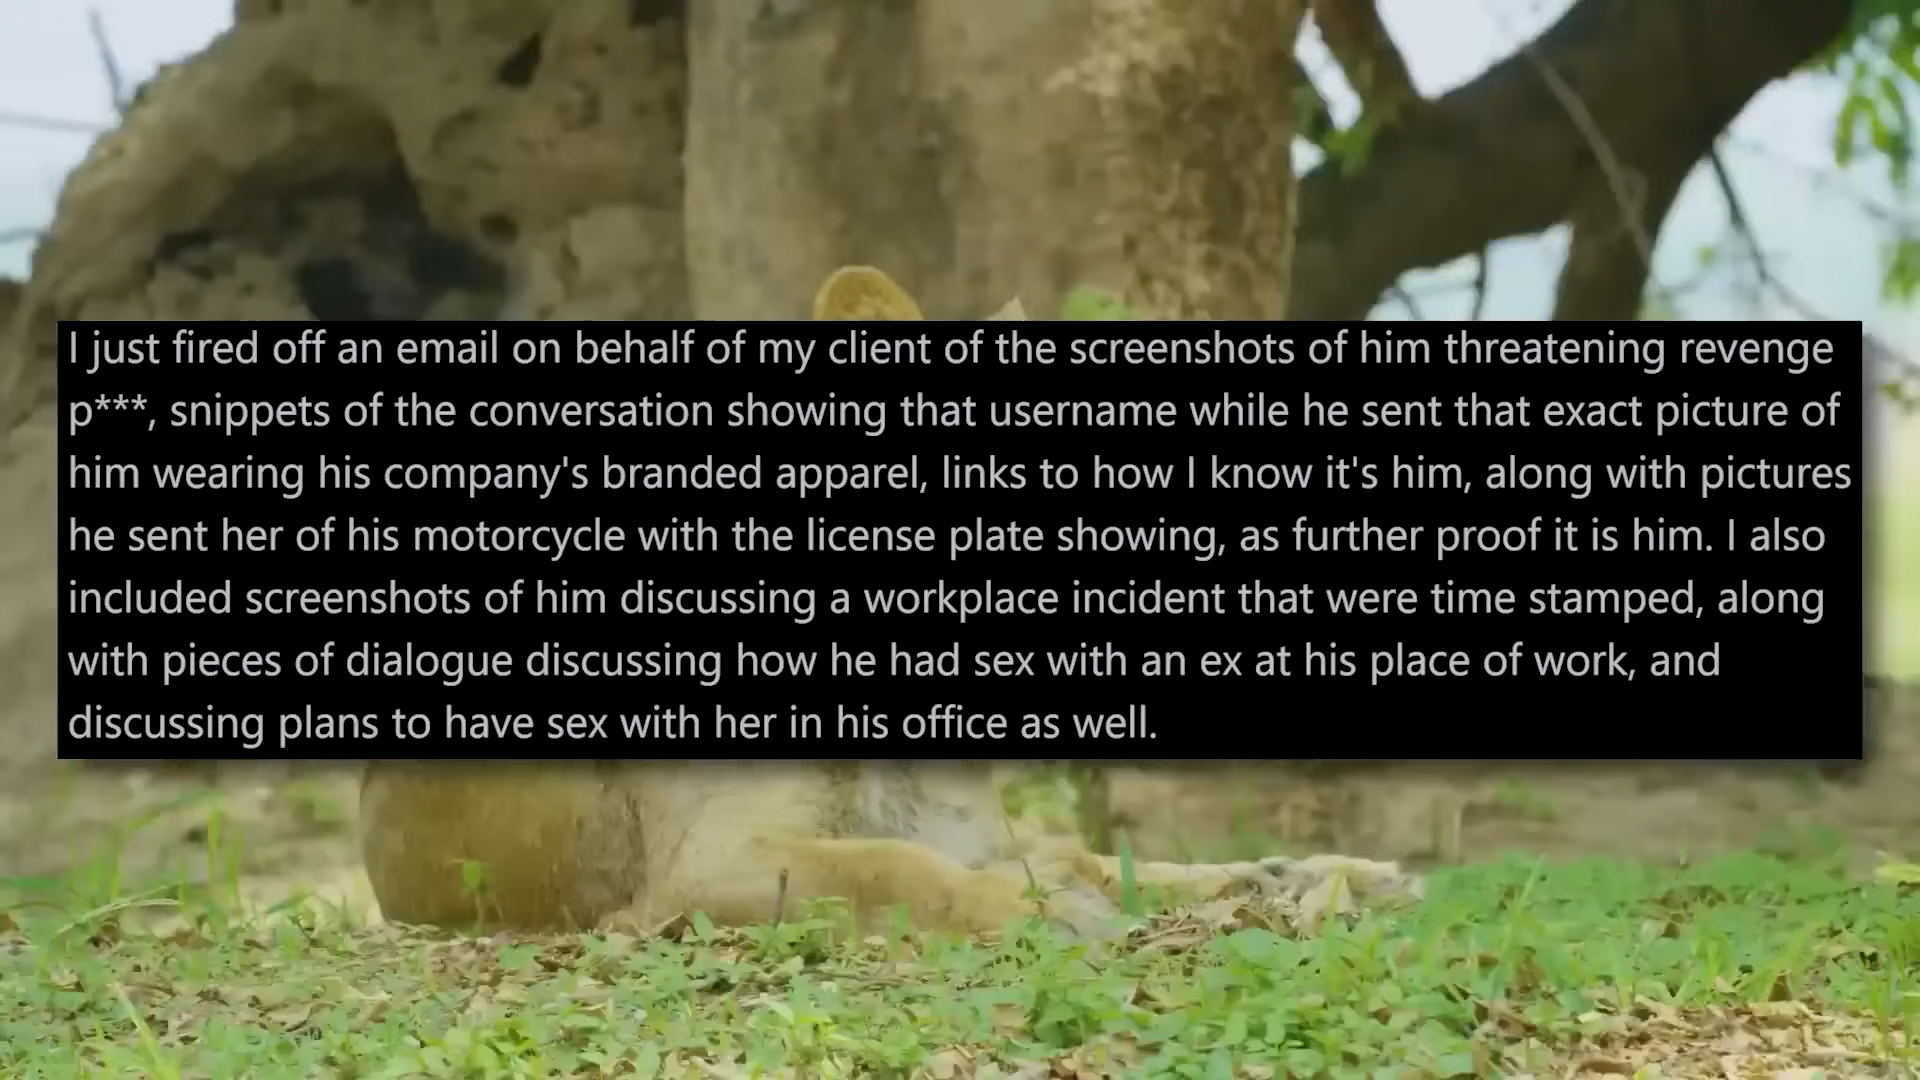 I just fired off an email on behalf of my client of the screenshots of him threatening revenge
p***, snippets of the conversation showing that username while he sent that exact picture of
him wearing his company's branded apparel, links to how I know it's him, along with pictures
he sent her of his motorcycle with the license plate showing, as further proof it is him. I also
included screenshots of him discussing a workplace incident that were time stamped, along
with pieces of dialogue discussing how he had sex with an ex at his place of work, and
discussing plans to have sex with her in his office as well.